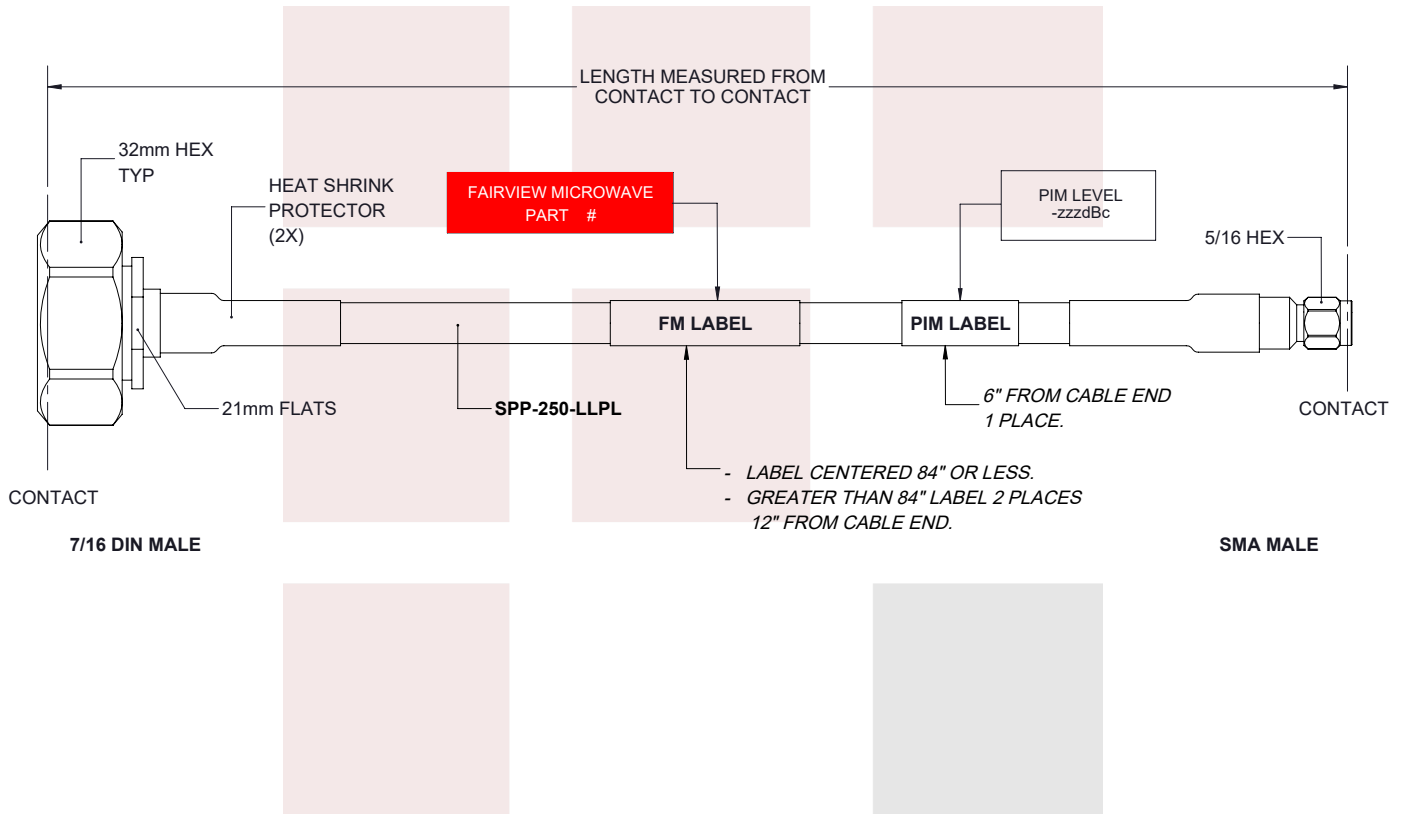 LENGTH MEASURED FROM
CONTACT TO CONTACT
32mm HEX
TYP
HEAT SHRINK
PROTECTOR
(2X)
FAIRVIEW MICROWAVE
PART #
PIM LEVEL
-zzzdBc
5/16 HEX
FM LABEL
PIM LABEL
21mm FLATS
SPP-250-LLPL
6" FROM CABLE END
1 PLACE.
CONTACT
- LABEL CENTERED 84" OR LESS.
- GREATER THAN 84" LABEL 2 PLACES
12" FROM CABLE END.
CONTACT
7/16 DIN MALE
SMA MALE